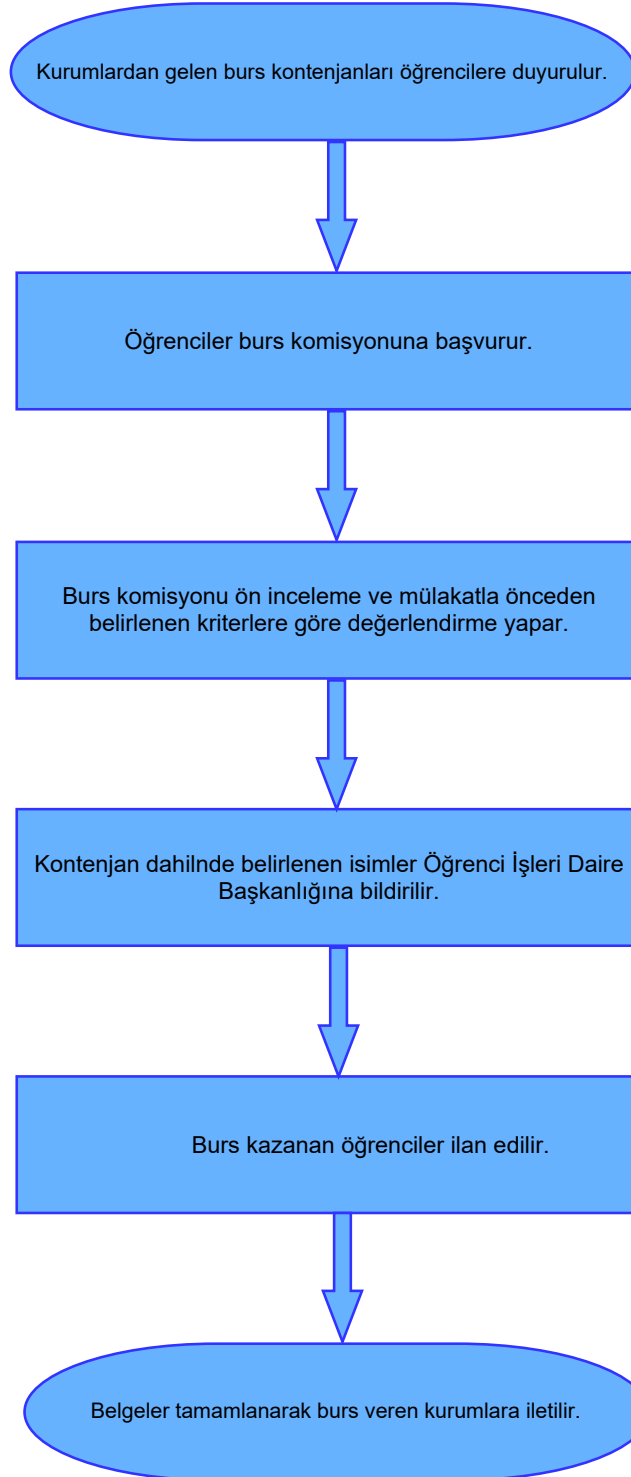 Kurumlardan gelen burs kontenjanları öğrencilere duyurulur.
Öğrenciler burs komisyonuna başvurur.
Burs komisyonu ön inceleme ve mülakatla önceden
belirlenen kriterlere göre değerlendirme yapar.
Kontenjan dahilnde belirlenen isimler Öğrenci İşleri Daire
Başkanlığına bildirilir.
Burs kazanan öğrenciler ilan edilir.
Belgeler tamamlanarak burs veren kurumlara iletilir.